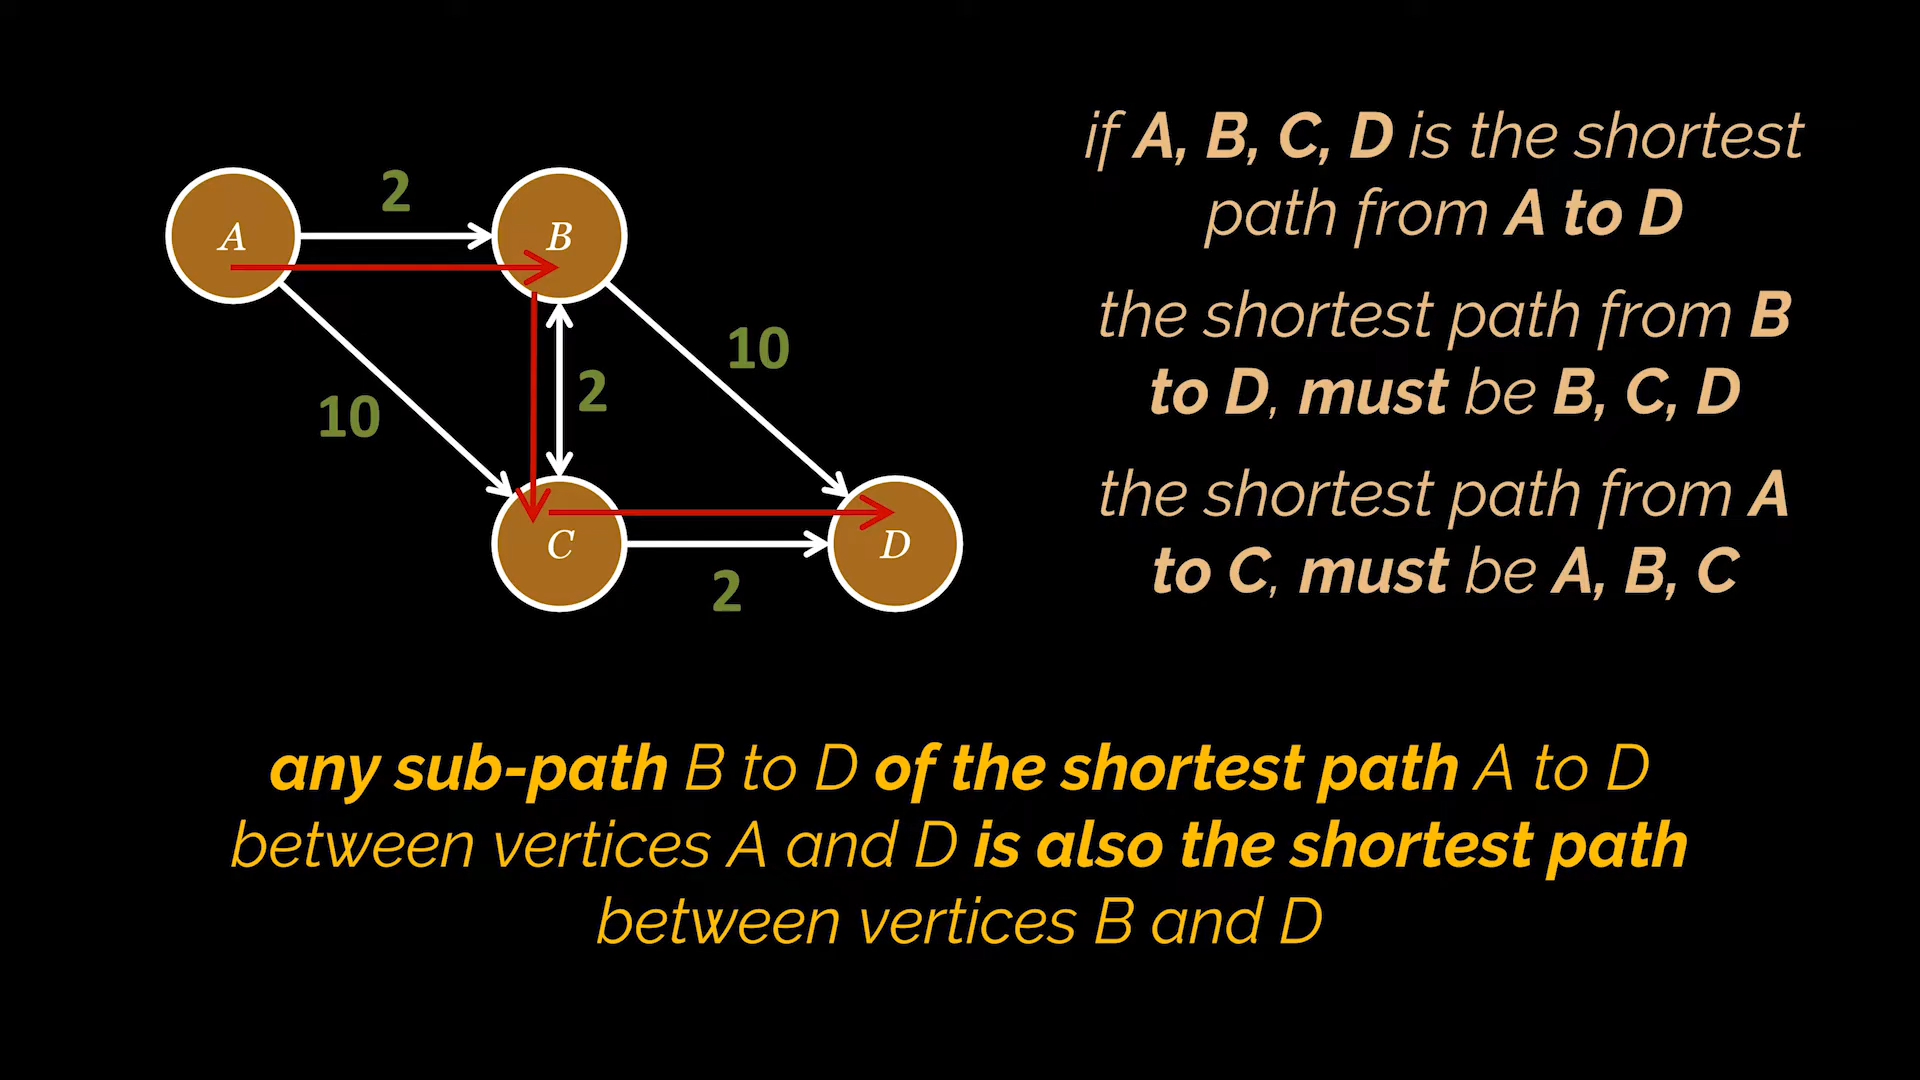 if A, B, C, D is the shortest
path from A to D
the shortest path from B
to D, must be B, C, D
the shortest path from A
to C, must be A, B, C
2
A
B
10
10
2
C
D
2
any sub-path B to D of the shortest path A to D
between vertices A and D is also the shortest path
between vertices B and D